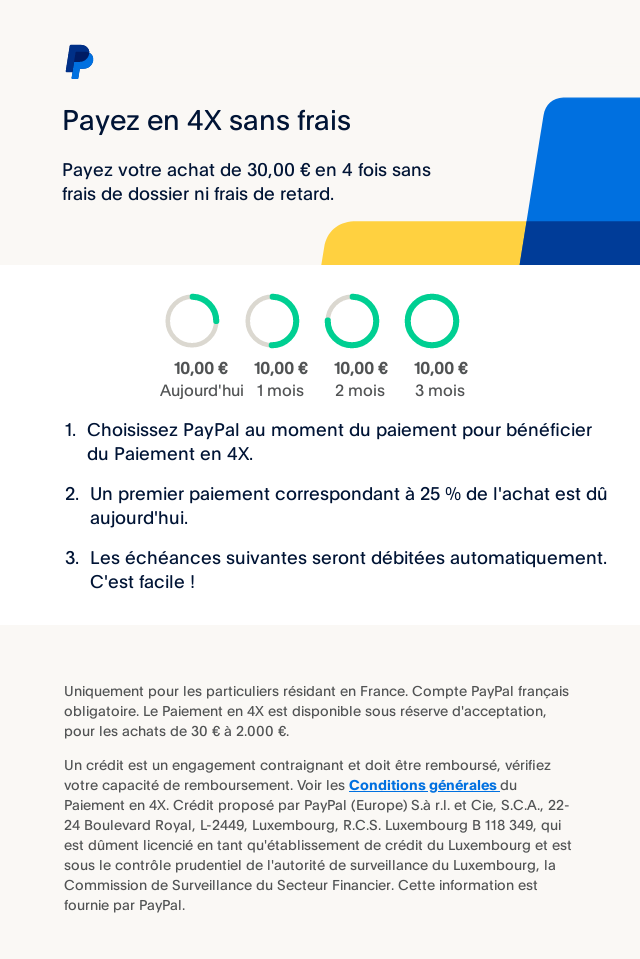 Payez en 4X sans frais
Payez votre achat de 30,00 € en 4 fois sans
frais de dossier ni frais de retard.
10,00 € 10,00 € 10,00 € 10,00 €
Aujourd'hui 1 mois 2 mois 3 mois
1. Choisissez PayPal au moment du paiement pour bénéficier
du Paiement en 4X.
2. Un premier paiement correspondant à 25 % de l'achat est dû
aujourd'hui.
3. Les échéances suivantes seront débitées automatiquement.
C'est facile !
Uniquement pour les particuliers résidant en France. Compte PayPal français
obligatoire. Le Paiement en 4X est disponible sous réserve d'acceptation,
pour les achats de 30 € à 2.000 €.
Un crédit est un engagement contraignant et doit être remboursé, vérifiez
votre capacité de remboursement. Voir les Conditions générales du
Paiement en 4X. Crédit proposé par PayPal (Europe) S.à r.l. et Cie, S.C.A., 22-
24 Boulevard Royal, L-2449, Luxembourg, R.C.S. Luxembourg B 118 349, qui
est dûment licencié en tant qu'établissement de crédit du Luxembourg et est
sous le contrôle prudentiel de l'autorité de surveillance du Luxembourg, la
Commission de Surveillance du Secteur Financier. Cette information est
fournie par PayPal.